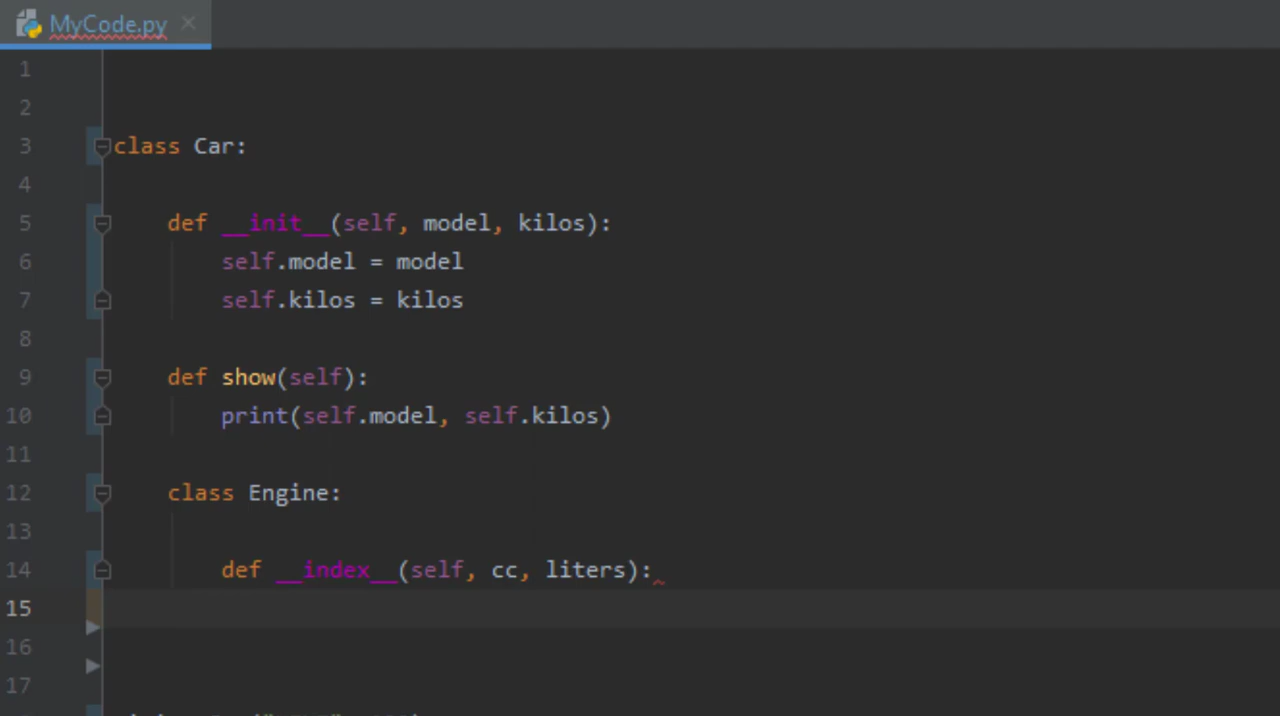 MyCode.py
1
2
3 class Car:
4
5 def __init__(self, model, kilos):
6 self.model = model
7 self.kilos = kilos
8
9 def show(self):
10 print(self.model, self.kilos)
11
12 class Engine:
13
14 def __index__(self, cc, liters):
15
16
17